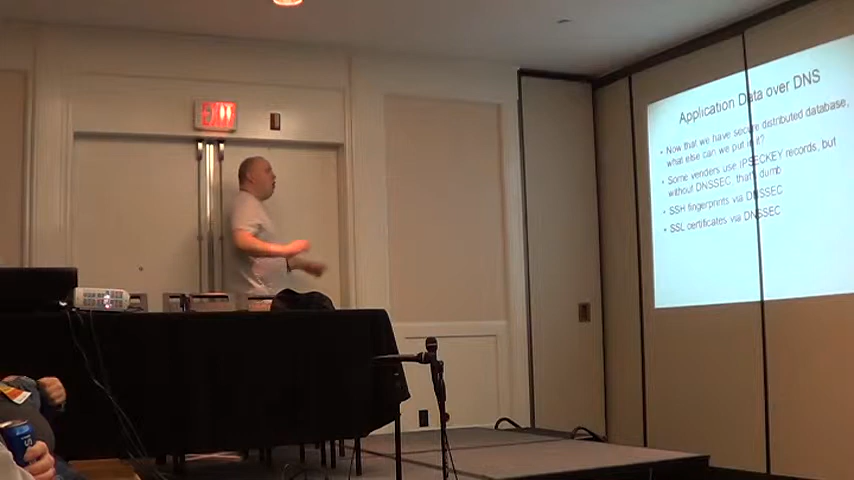 EXIT
Application Data over DNS
• Now that we have secure distributed database,
what else can we put in it?
• Some venders use IPSECKEY records, but
without DNSSEC, that's dumb
• SSH fingerprints via DNSSEC
• SSL certificates via DNSSEC